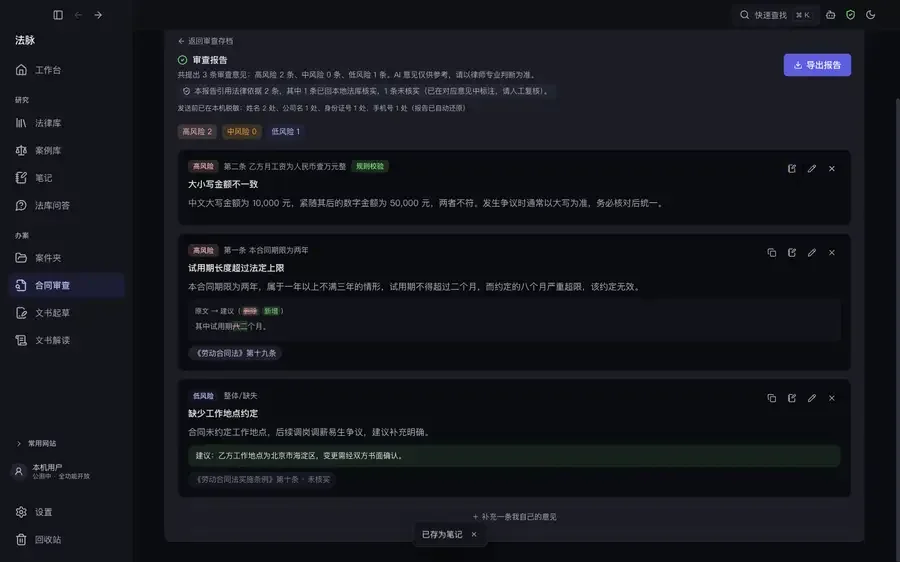 快速查找 ⌘ K
法脉
工作台
研究
法律库
案例库
笔记
法库问答
办案
案件夹
合同审查
文书起草
文书解读
常用网站
本机用户
公测中 · 全功能开放
设置
回收站
← 返回审查存档
审查报告
导出报告
共提出 3 条审查意见：高风险 2 条、中风险 0 条、低风险 1 条。AI 意见仅供参考，请以律师专业判断为准。
本报告引用法律依据 2 条，其中 1 条已回本地法库核实，1 条未核实（已在对应意见中标注，请人工复核）。
发送前已在本机脱敏：姓名 2 处、公司名 1 处、身份证号 1 处、手机号 1 处（报告已自动还原）
高风险 2 中风险 0 低风险 1
高风险 第二条 乙方月工资为人民币壹万元整 规则校验
大小写金额不一致
中文大写金额为 10,000 元，紧随其后的数字金额为 50,000 元，两者不符。发生争议时通常以大写为准，务必核对后统一。
高风险 第一条 本合同期限为两年
试用期长度超过法定上限
本合同期限为两年，属于一年以上不满三年的情形，试用期不得超过二个月，而约定的八个月严重超限，该约定无效。
原文 → 建议（删除 新增）
其中试用期八二个月。
《劳动合同法》第十九条
低风险 整体/缺失
缺少工作地点约定
合同未约定工作地点，后续调岗调薪易生争议，建议补充明确。
建议：乙方工作地点为北京市海淀区，变更需经双方书面确认。
《劳动合同法实施条例》第十条 · 未核实
+ 补充一条我自己的意见
已存为笔记 ×